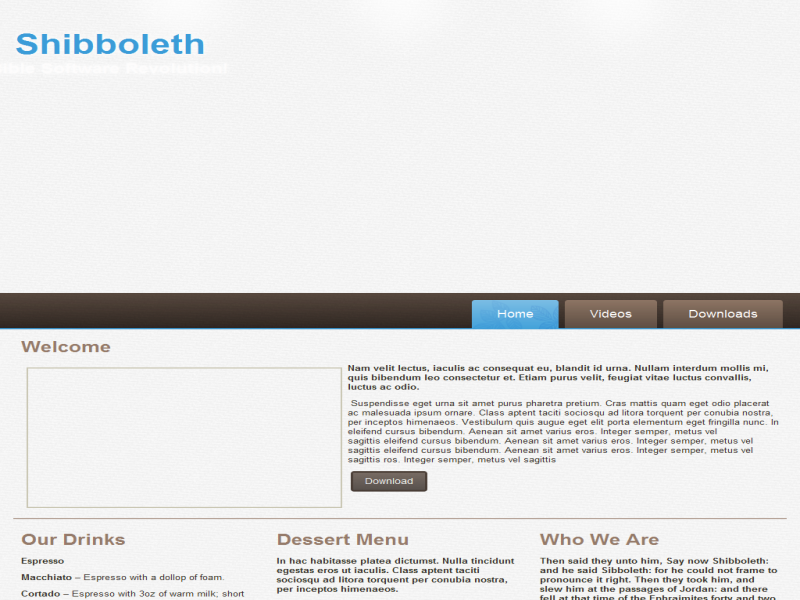 Shibboleth
Software Revolution!
Home Videos Downloads
Welcome
Nam velit lectus, iaculis ac consequat eu, blandit id urna. Nullam interdum mollis mi,
quis bibendum leo consectetur et. Etiam purus velit, feugiat vitae luctus convallis,
luctus ac odio.
Suspendisse eget urna sit amet purus pharetra pretium. Cras mattis quam eget odio placerat
ac malesuada ipsum ornare. Class aptent taciti sociosqu ad litora torquent per conubia nostra,
per inceptos himenaeos. Vestibulum quis augue eget elit porta elementum eget fringilla nunc. In
eleifend cursus bibendum. Aenean sit amet varius eros. Integer semper, metus vel
sagittis eleifend cursus bibendum. Aenean sit amet varius eros. Integer semper, metus vel
sagittis eleifend cursus bibendum. Aenean sit amet varius eros. Integer semper, metus vel
sagittis ros. Integer semper, metus vel sagittis
Download
Our Drinks
Espresso
Macchiato – Espresso with a dollop of foam.
Cortado – Espresso with 3oz of warm milk; short
Dessert Menu
In hac habitasse platea dictumst. Nulla tincidunt
egestas eros ut iaculis. Class aptent taciti
sociosqu ad litora torquent per conubia nostra,
per inceptos himenaeos.
Who We Are
Then said they unto him, Say now Shibboleth:
and he said Sibboleth: for he could not frame to
pronounce it right. Then they took him, and
slew him at the passages of Jordan: and there
fell at that time of the Ephraimites forty and two